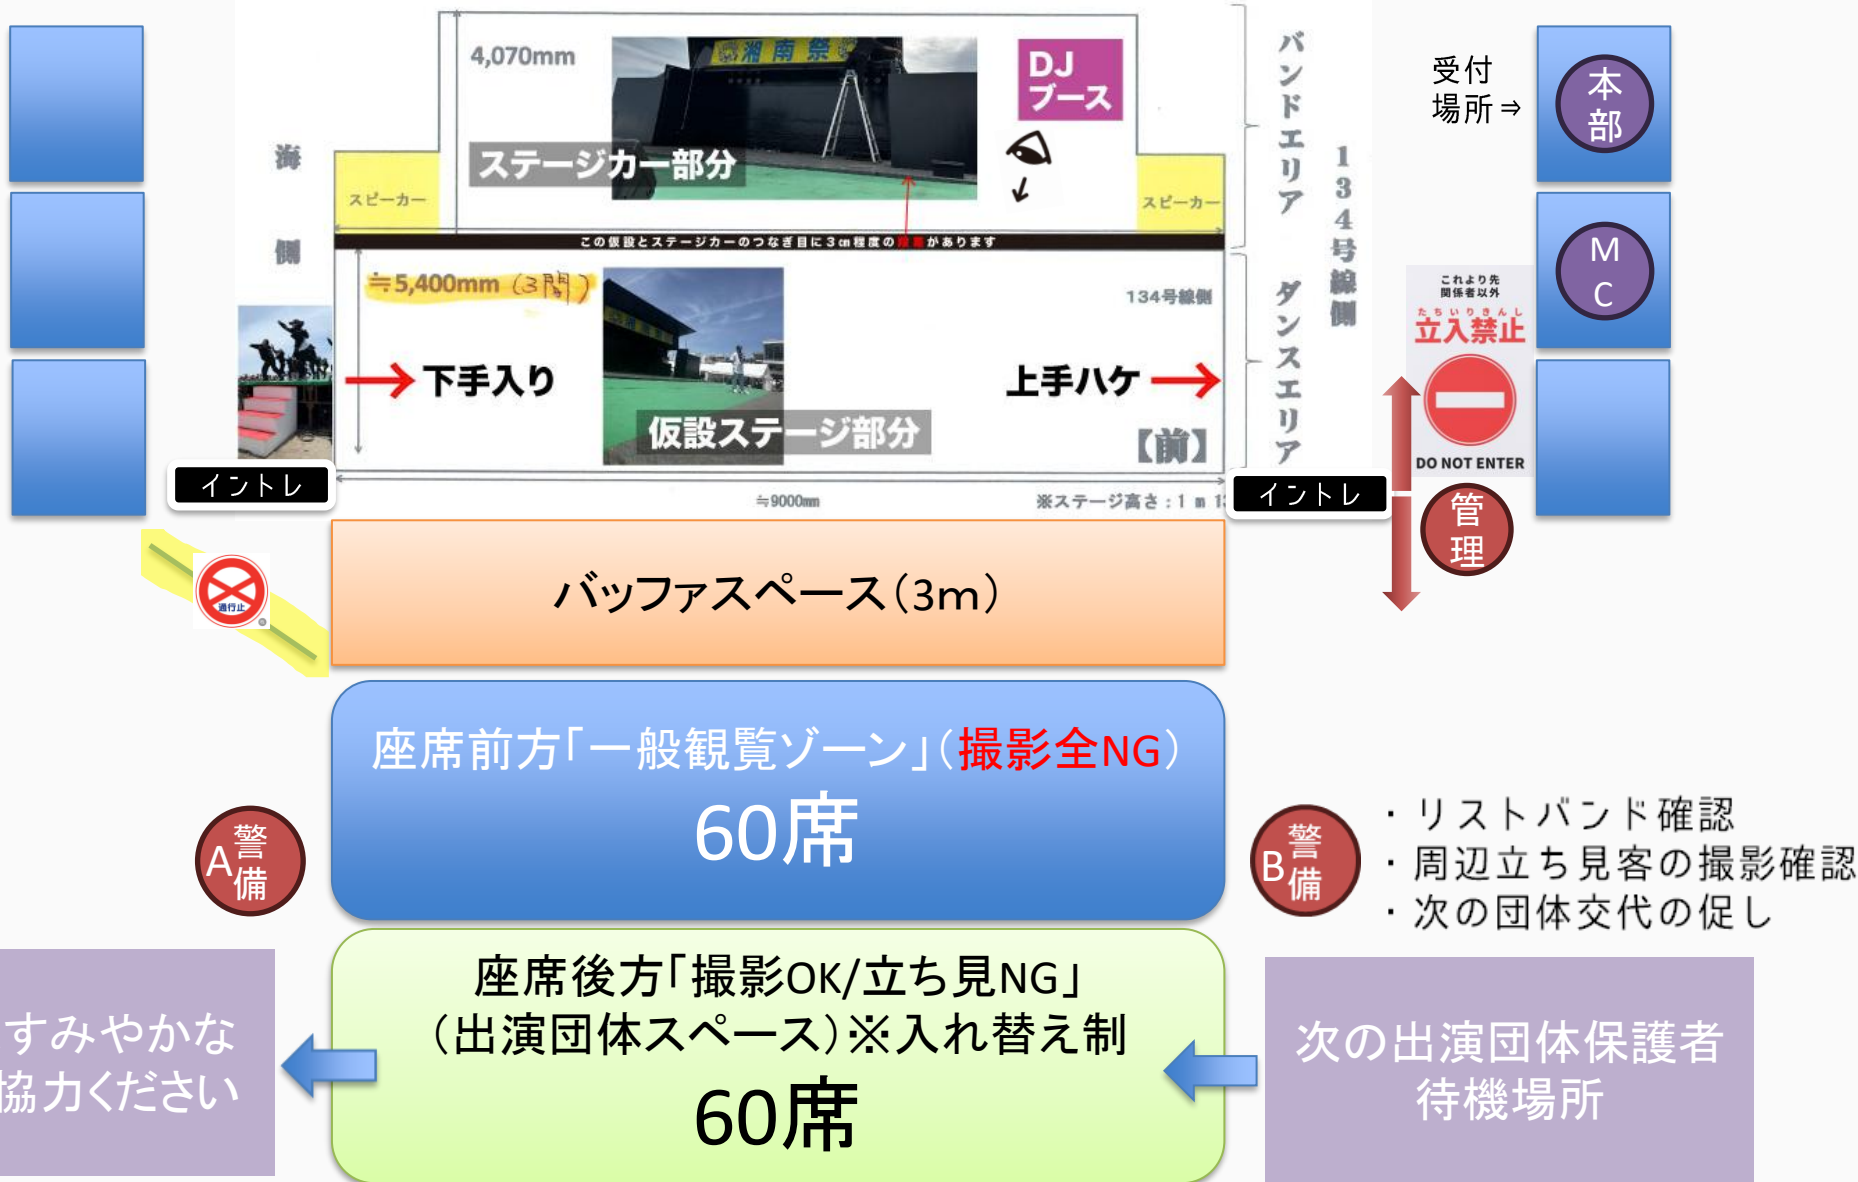 4,070mm
湘南祭
DJ
ブース
ステージカー部分
スピーカー
スピーカー
バンドエリア
134号線側
海側
受付
場所⇒
本部
MC
この仮設とステージカーのつなぎ目に3cm程度の段差があります
≒5,400mm(3間)
134号線側
下手入り
上手ハケ
仮設ステージ部分
【前】
ダンスエリア
これより先
関係者以外
たちいりきんし
立入禁止
DO NOT ENTER
管理
イントレ
イントレ
≒9000mm
※ステージ高さ:1m
通行止
バッファスペース(3m)
座席前方「一般観覧ゾーン」(撮影全NG)
60席
A警備
B警備
・リストバンド確認
・周辺立ち見客の撮影確認
・次の団体交代の促し
座席後方「撮影OK/立ち見NG」
(出演団体スペース)※入れ替え制
60席
すみやかな
協力ください
次の出演団体保護者
待機場所